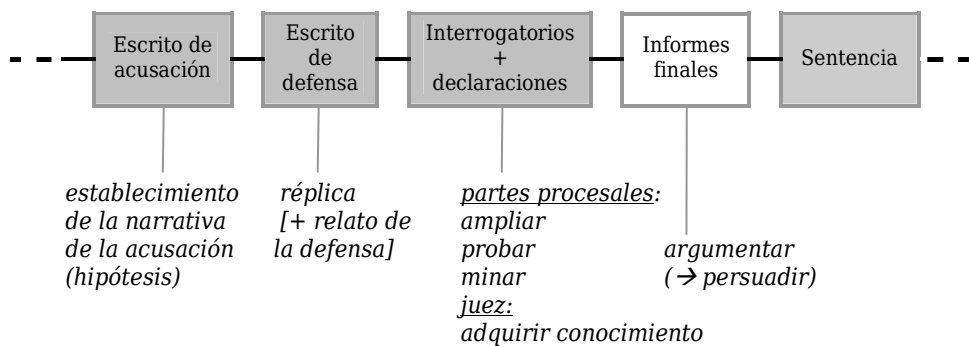 Escrito de
acusación
Escrito
de
defensa
Interrogatorios
+
declaraciones
Informes
finales
Sentencia
establecimiento
de la narrativa
de la acusación
(hipótesis)
réplica
[+ relato de
la defensa]
partes procesales:
ampliar
probar
minar
juez:
adquirir conocimiento
argumentar
(→ persuadir)